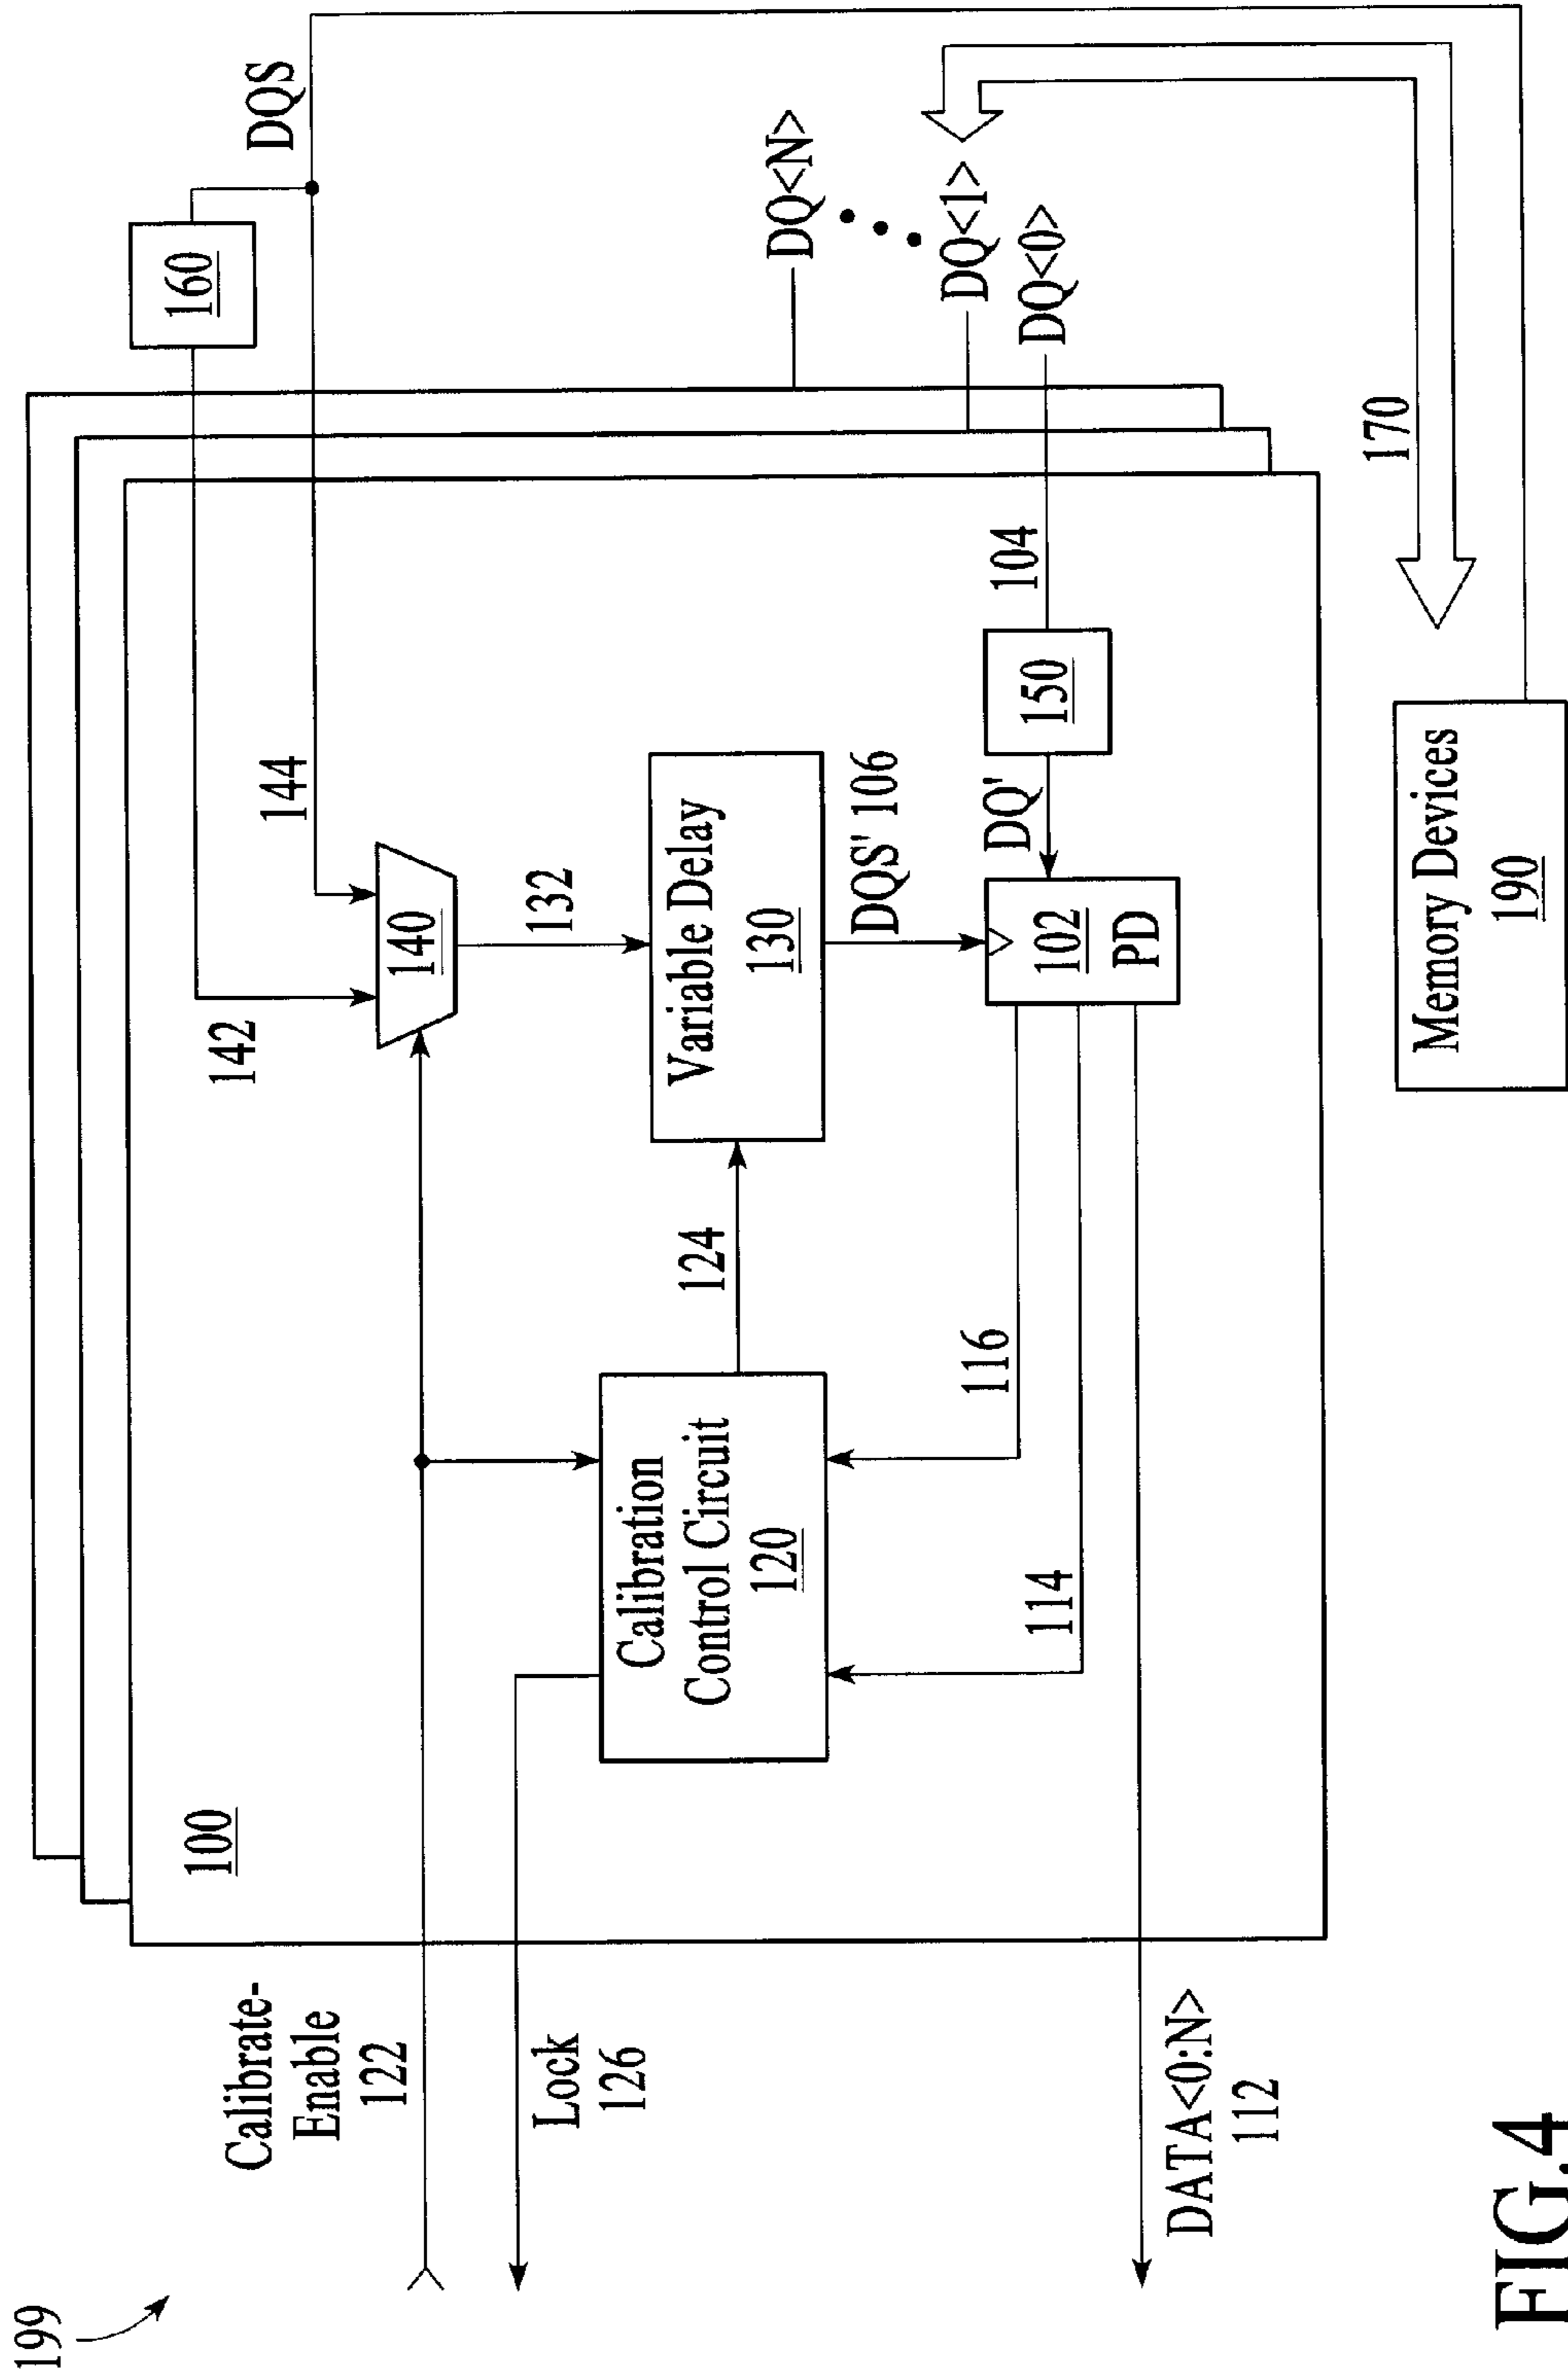 199
100
Calibrate-
Enable
122
Lock
126
DATA<0:N>
112
Calibration
Control Circuit
120
124
116
114
142
144
140
132
Variable Delay
130
DQS' 106
102
PD
DQ'
150
104
160
DQS
DQ<N>
DQ<1>
DQ<0>
170
Memory Devices
190
FIG.4